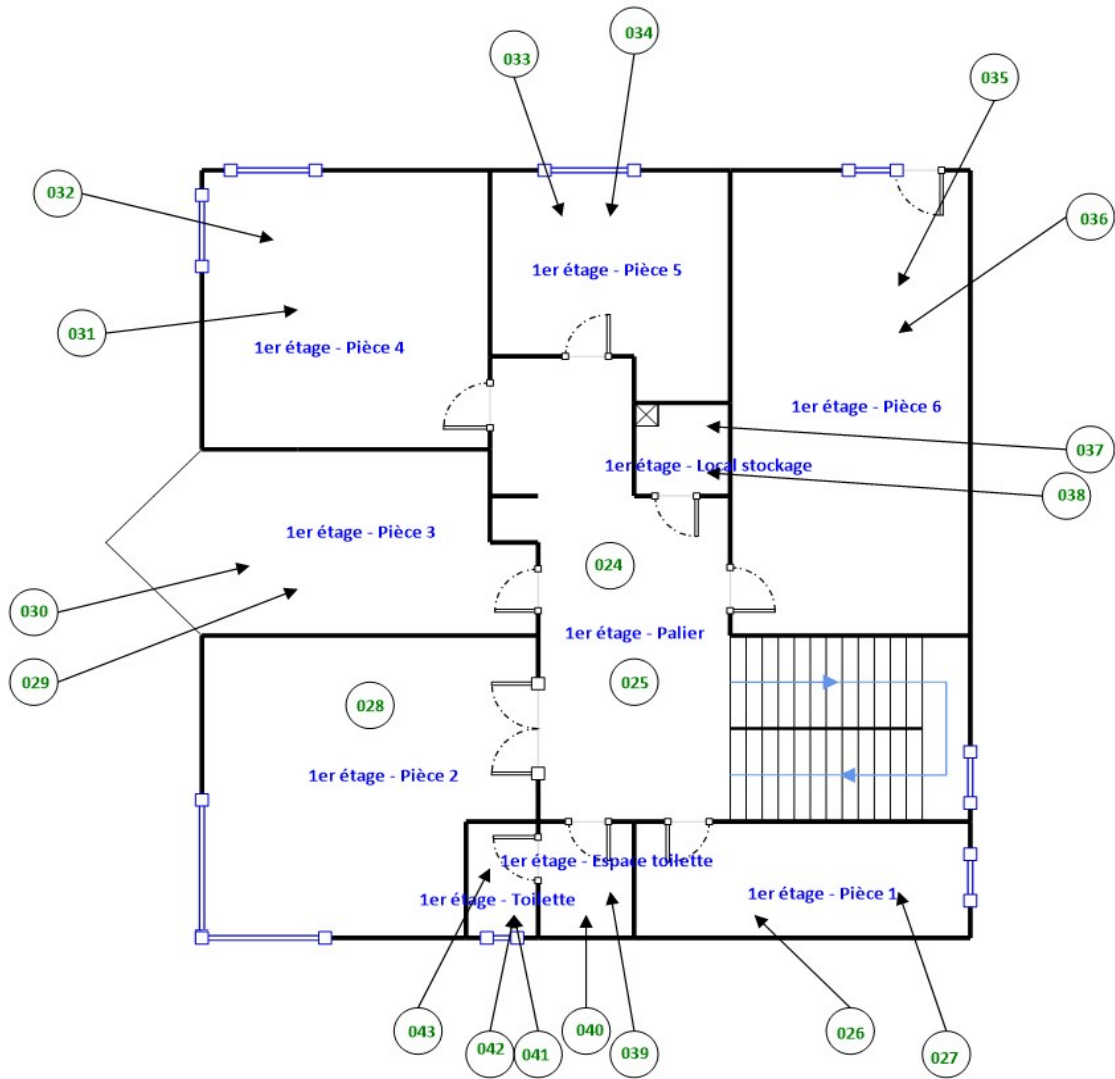 034
033
035
032
036
1er étage - Pièce 5
031
1er étage - Pièce 4
1er étage - Pièce 6
037
1er étage - Local stockage
038
1er étage - Pièce 3
024
030
1er étage - Palier
029
025
028
1er étage - Pièce 2
1er étage - Espace toilette
1er étage - Pièce 1
1er étage - Toilette
043
042
041
040
039
026
027